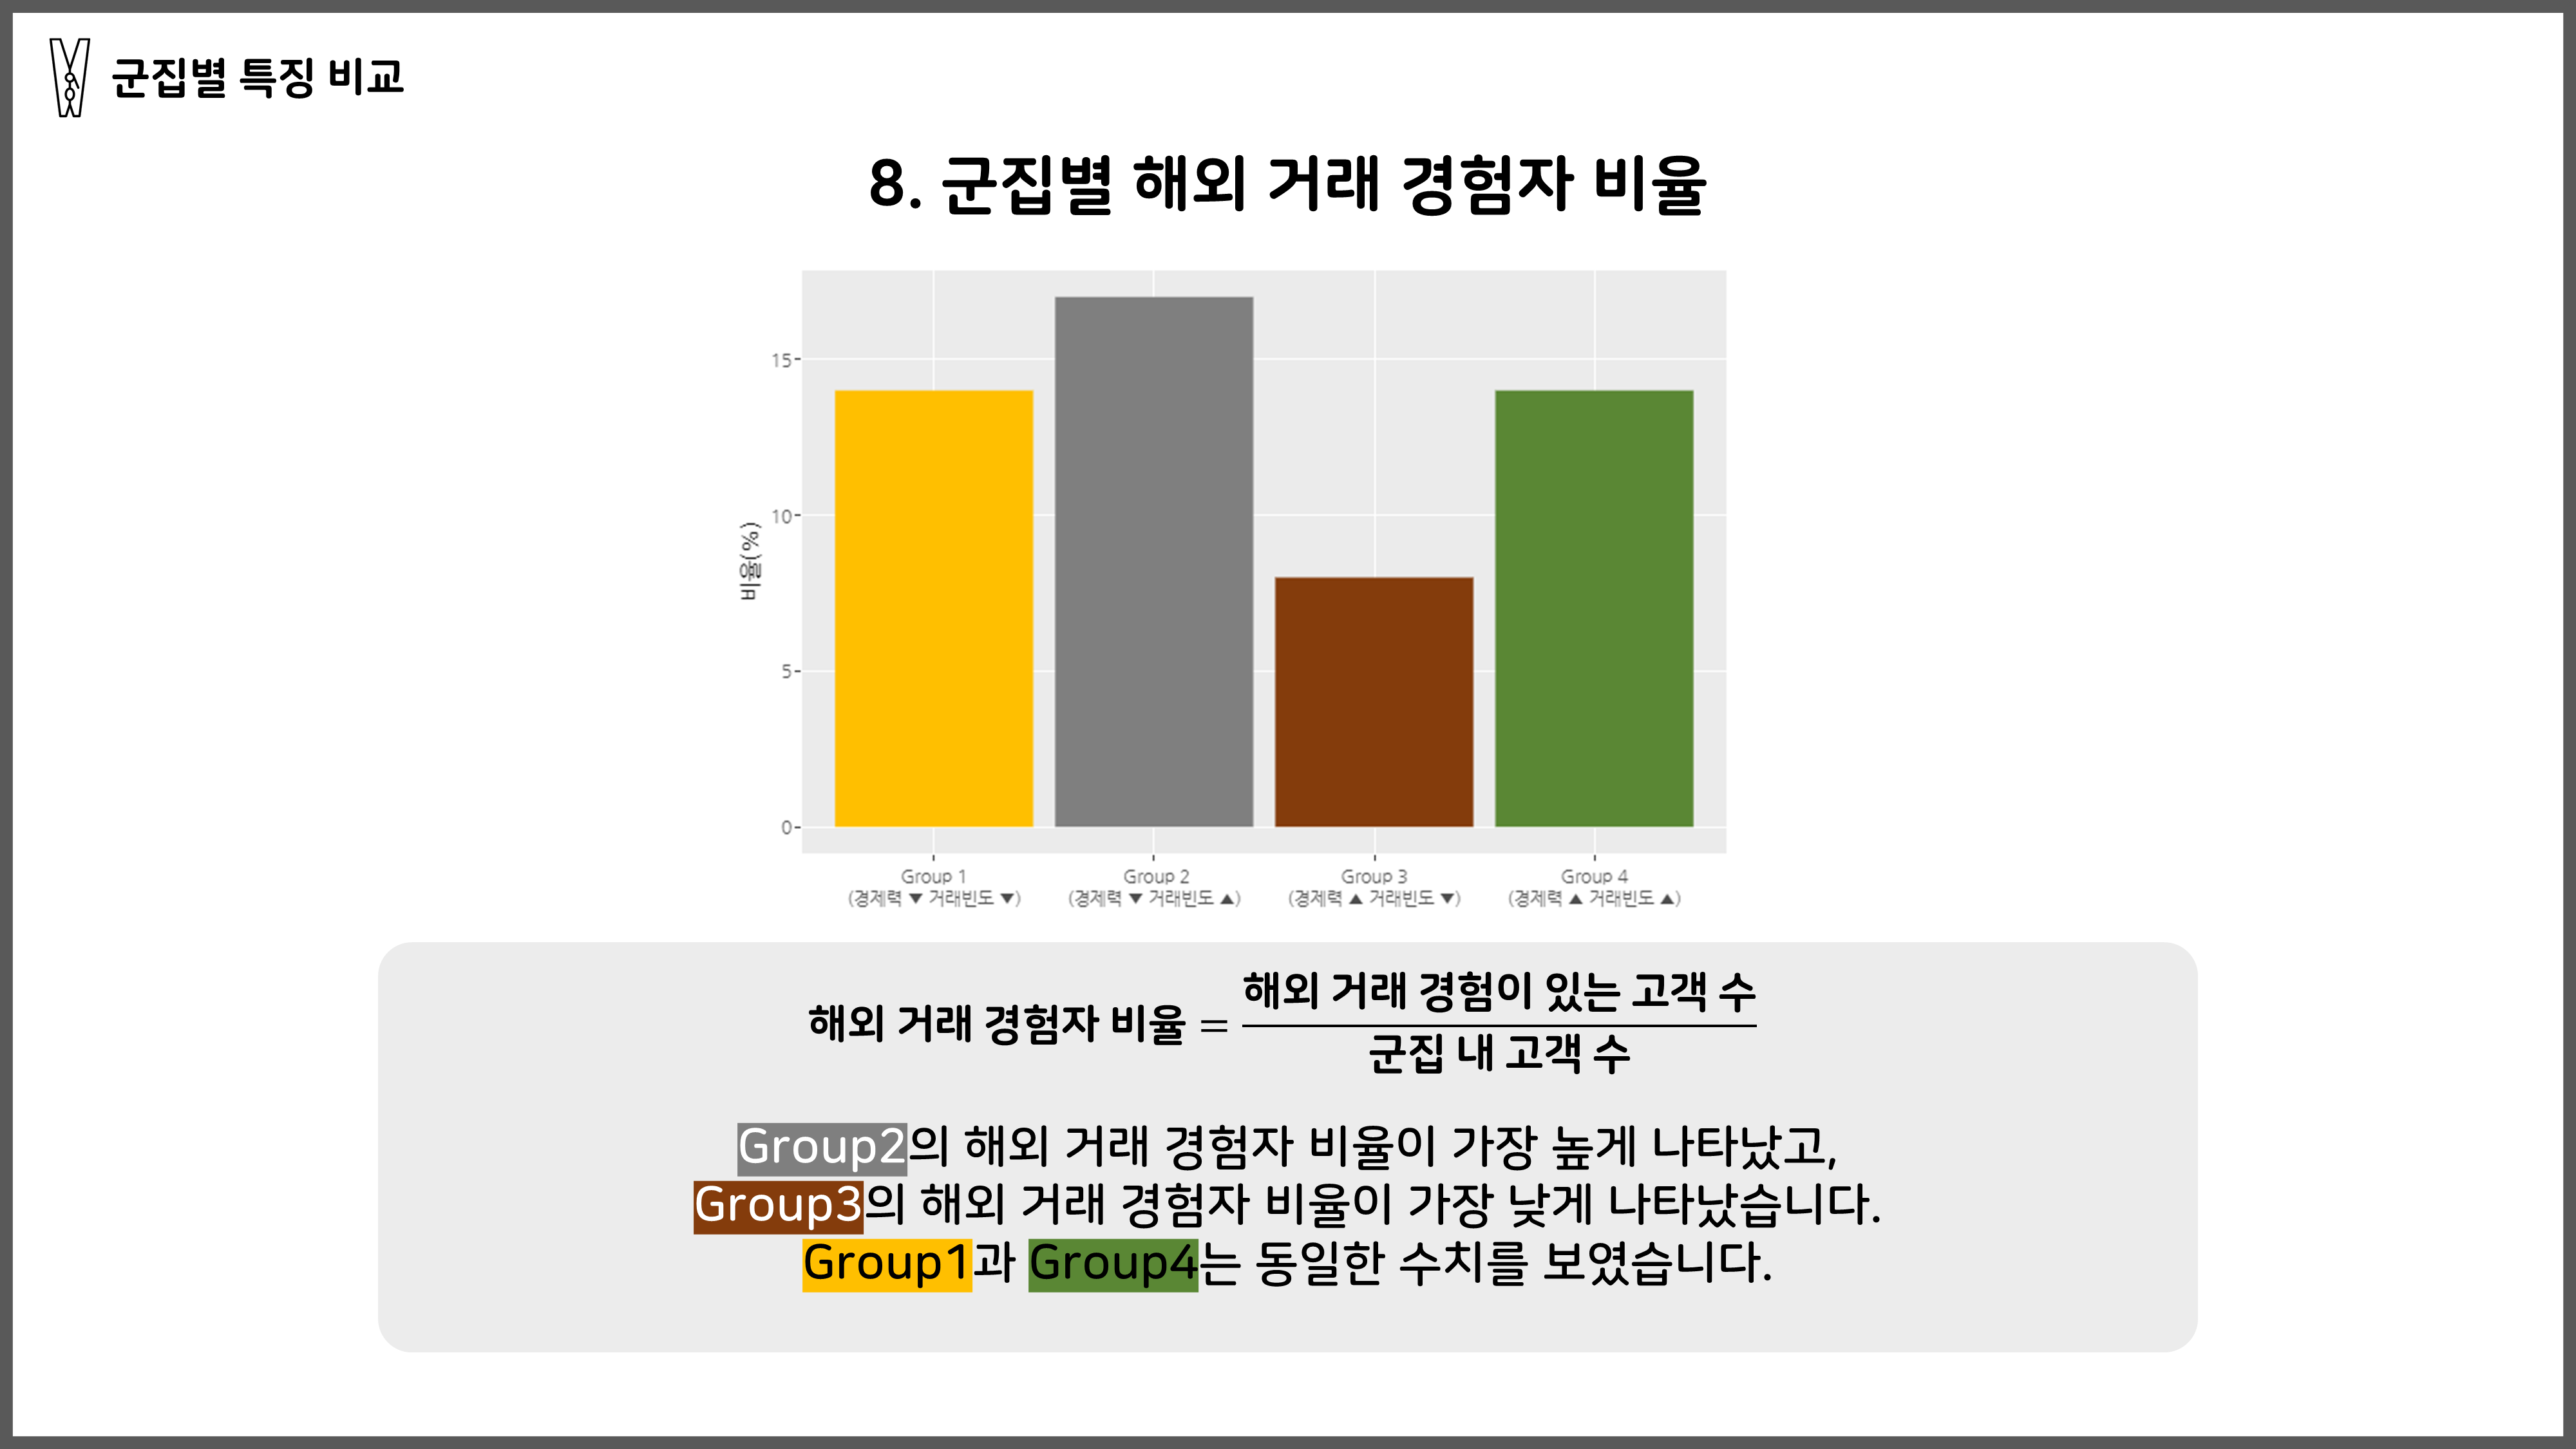 군집별 특징 비교
8. 군집별 해외 거래 경험자 비율
15
10
5
0
비율(%)
Group 1
(경제력 ▼ 거래빈도 ▼)
Group 2
(경제력 ▼ 거래빈도 ▲)
Group 3
(경제력 ▲ 거래빈도 ▼)
Group 4
(경제력 ▲ 거래빈도 ▲)
해외 거래 경험자 비율 =
해외 거래 경험이 있는 고객 수
군집 내 고객 수
Group2의 해외 거래 경험자 비율이 가장 높게 나타났고,
Group3의 해외 거래 경험자 비율이 가장 낮게 나타났습니다.
Group1과 Group4는 동일한 수치를 보였습니다.